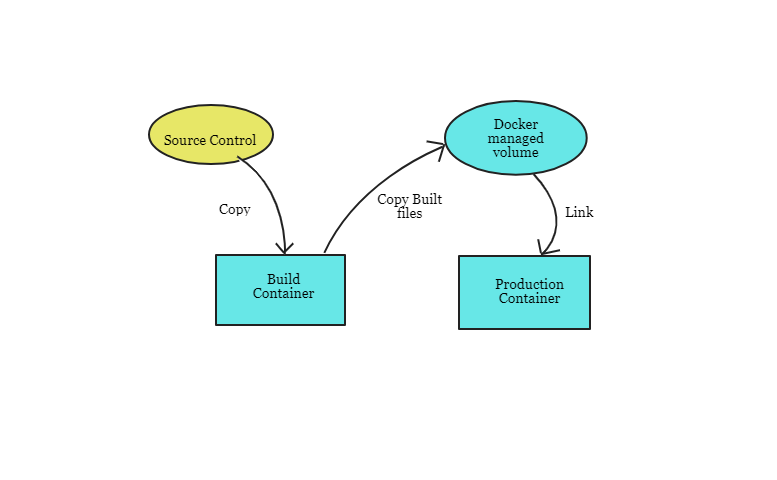 Source Control
Docker
managed
volume
Copy
Copy Built
files
Link
Build
Container
Production
Container